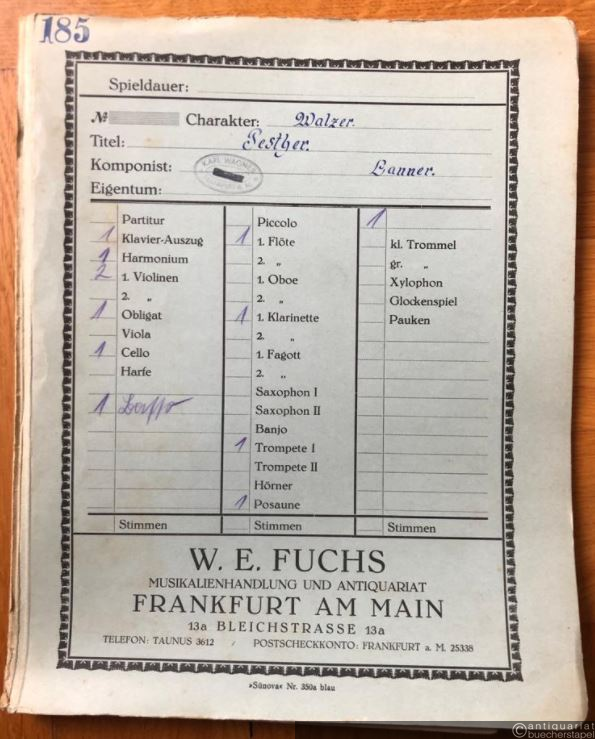 185
Spieldauer:
№ Charakter: Walzer.
Titel: Pesther.
Komponist: Lanner.
KARL WAGNER
Eigentum:
Partitur
1 Klavier-Auszug
1 Harmonium
2 1. Violinen
2. „
1 Obligat
Viola
1 Cello
Harfe
1 Basso
Stimmen
Piccolo
1 1. Flöte
2. „
1. Oboe
2. „
1 1. Klarinette
2. „
1. Fagott
2. „
Saxophon I
Saxophon II
Banjo
1 Trompete I
Trompete II
Hörner
1 Posaune
Stimmen
1
kl. Trommel
gr. „
Xylophon
Glockenspiel
Pauken
Stimmen
W. E. FUCHS
MUSIKALIENHANDLUNG UND ANTIQUARIAT
FRANKFURT AM MAIN
13a BLEICHSTRASSE 13a
TELEFON: TAUNUS 3612 / POSTSCHECKKONTO: FRANKFURT a. M. 25338
»Sünova« Nr. 350a blau
©antiquariat
buecherstapel